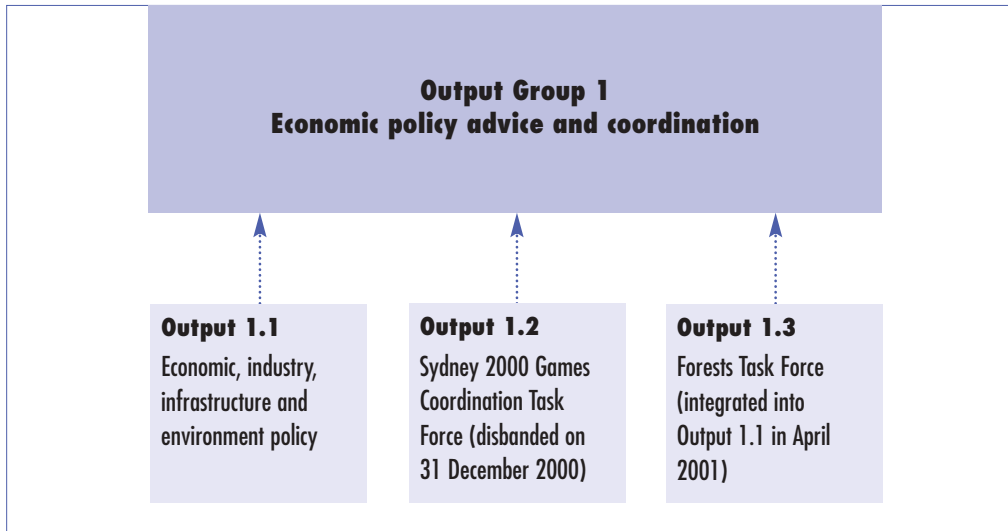 Output Group 1
Economic policy advice and coordination
Output 1.1
Economic, industry,
infrastructure and
environment policy
Output 1.2
Sydney 2000 Games
Coordination Task
Force (disbanded on
31 December 2000)
Output 1.3
Forests Task Force
(integrated into
Output 1.1 in April
2001)